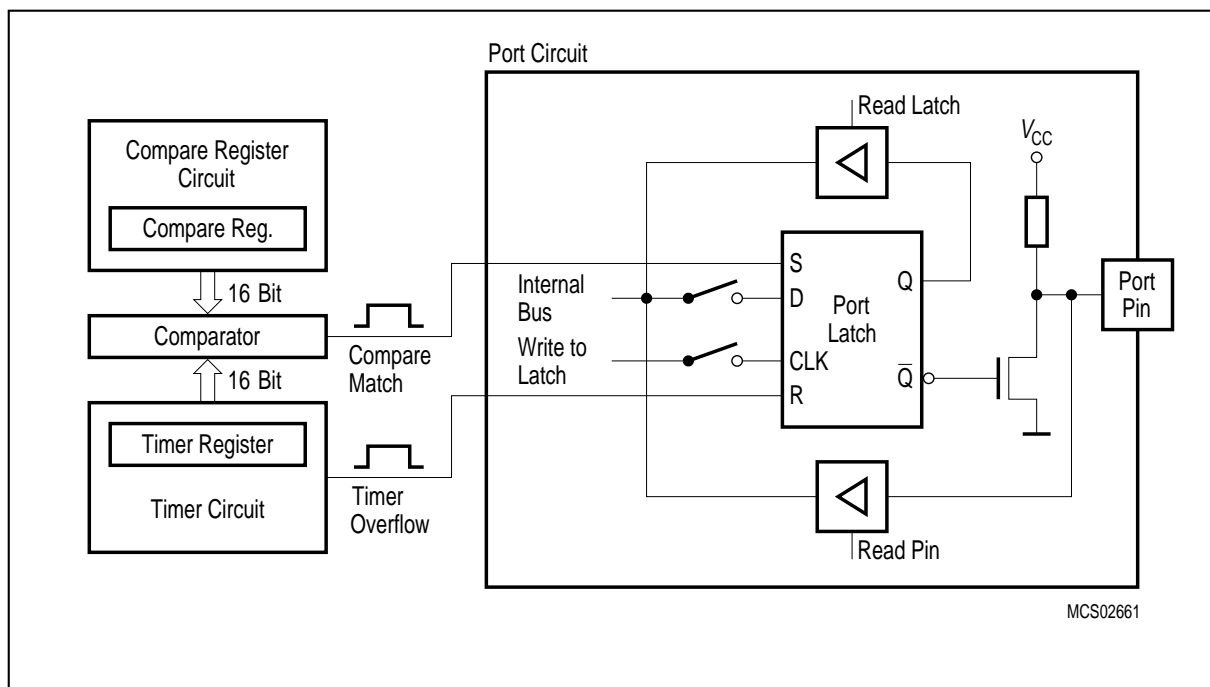 Port Circuit
Compare Register
Circuit
Compare Reg.
16 Bit
Comparator
16 Bit
Timer Register
Timer Circuit
Compare
Match
Timer
Overflow
Read Latch
VCC
Internal
Bus
Write to
Latch
S
D
CLK
R
Port
Latch
Q
Q̅
Port
Pin
Read Pin
MCS02661